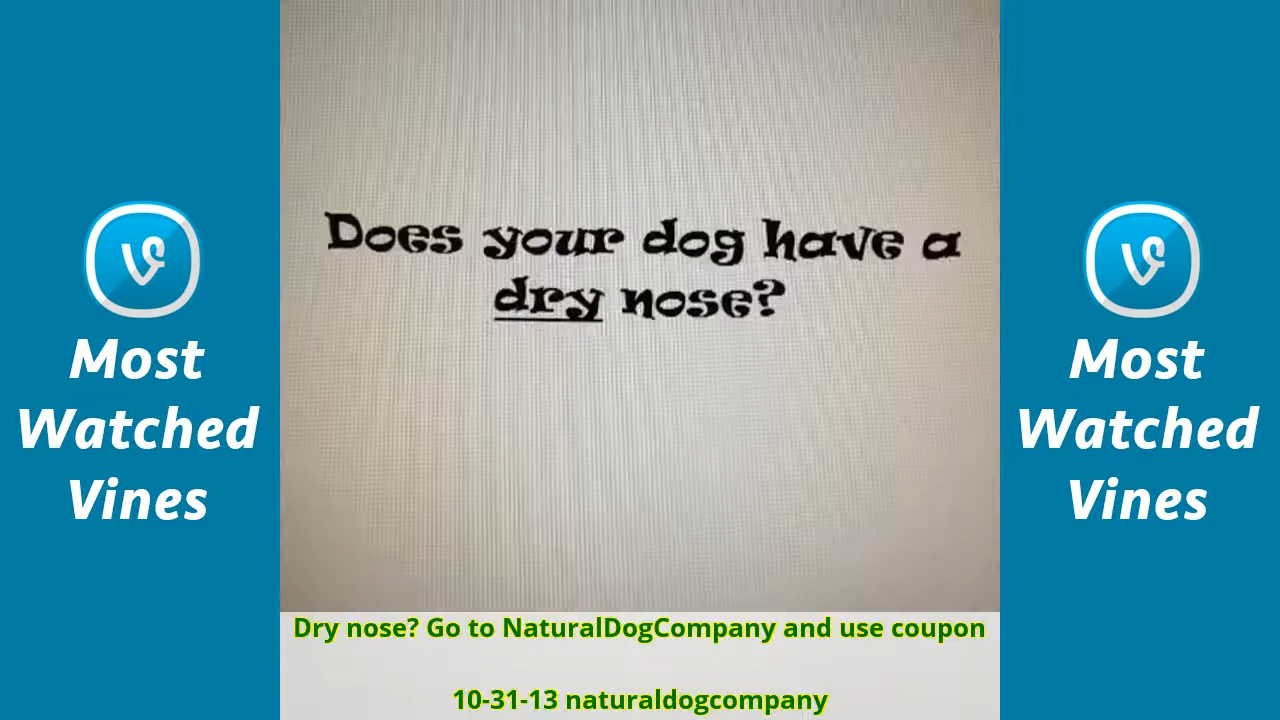 Does your dog have a
dry nose?
Most
Watched
Vines
Most
Watched
Vines
Dry nose? Go to NaturalDogCompany and use coupon
10-31-13 naturaldogcompany